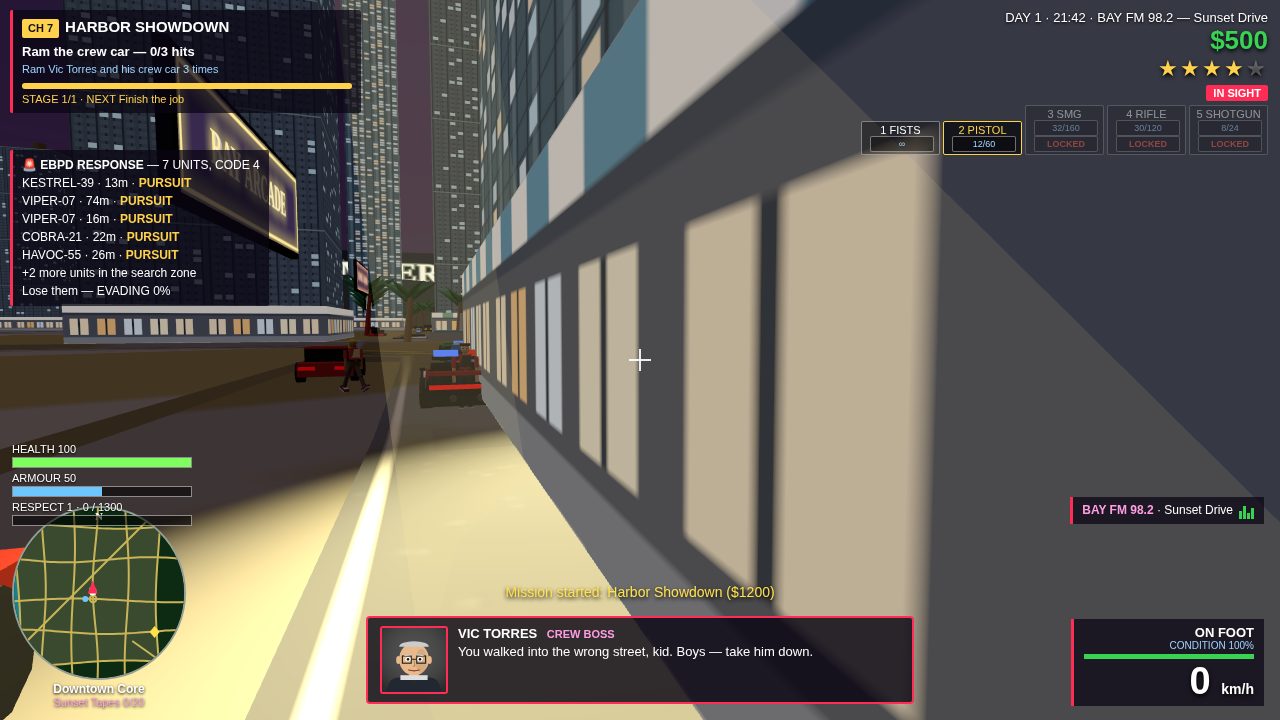 CH 7 HARBOR SHOWDOWN
Ram the crew car — 0/3 hits
Ram Vic Torres and his crew car 3 times
STAGE 1/1 · NEXT Finish the job
🚨 EBPD RESPONSE — 7 UNITS, CODE 4
KESTREL-39 · 13m · PURSUIT
VIPER-07 · 74m · PURSUIT
VIPER-07 · 16m · PURSUIT
COBRA-21 · 22m · PURSUIT
HAVOC-55 · 26m · PURSUIT
+2 more units in the search zone
Lose them — EVADING 0%
DAY 1 · 21:42 · BAY FM 98.2 — Sunset Drive
$500
★★★★★
IN SIGHT
1 FISTS
∞
2 PISTOL
12/60
3 SMG
32/160
LOCKED
4 RIFLE
30/120
LOCKED
5 SHOTGUN
8/24
LOCKED
HEALTH 100
ARMOUR 50
RESPECT 1 · 0 / 1300
N
Downtown Core
Sunset Tapes 0/20
BAY FM 98.2 · Sunset Drive
Mission started: Harbor Showdown ($1200)
VIC TORRES CREW BOSS
You walked into the wrong street, kid. Boys — take him down.
ON FOOT
CONDITION 100%
0 km/h